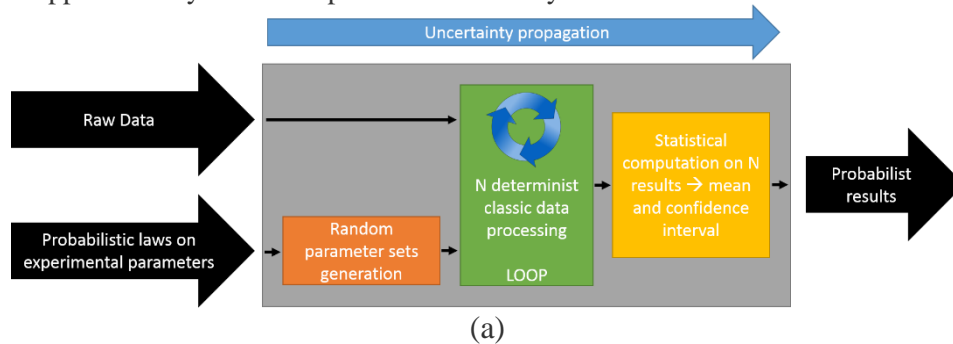 Uncertainty propagation
Raw Data
Probabilistic laws on
experimental parameters
Random
parameter sets
generation
N determinist
classic data
processing
LOOP
Statistical
computation on N
results → mean
and confidence
interval
Probabilist
results
(a)